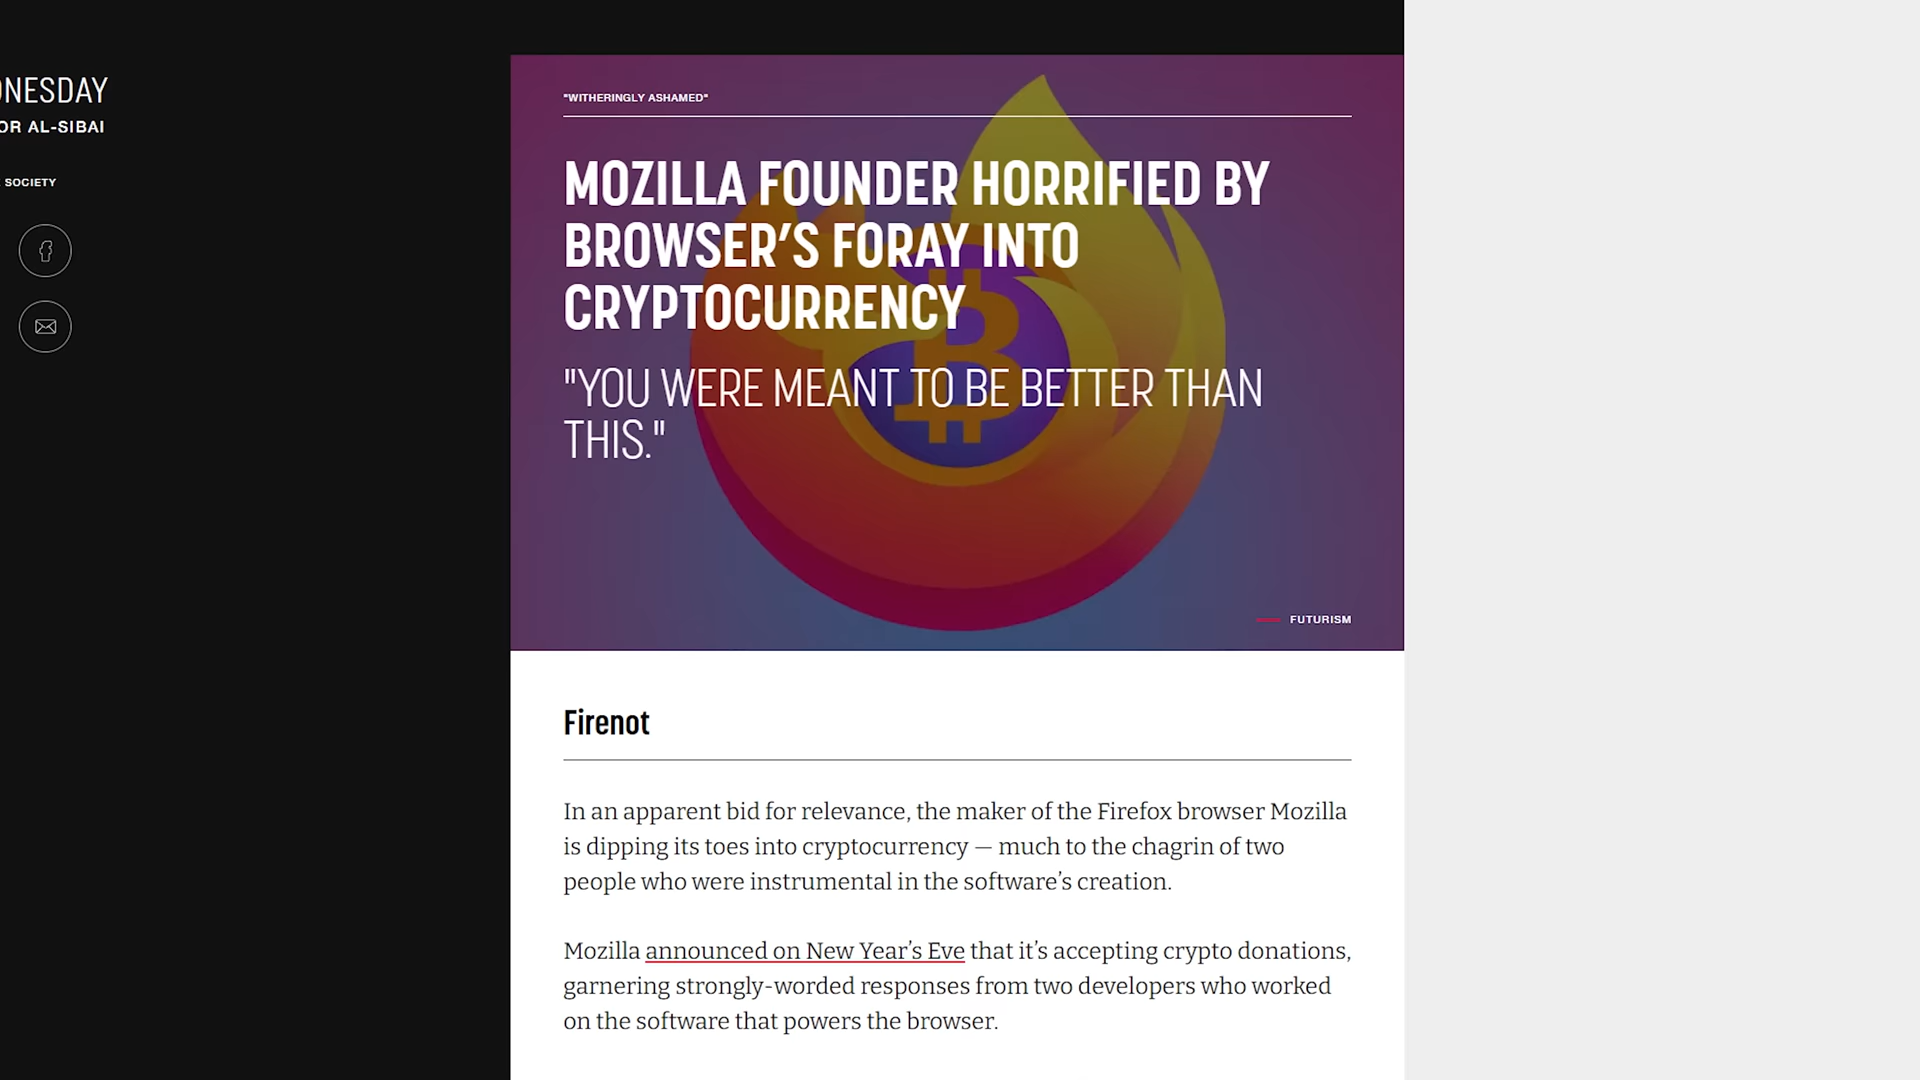 NESDAY
OR AL-SIBAI
SOCIETY
"WITHERINGLY ASHAMED"
MOZILLA FOUNDER HORRIFIED BY
BROWSER'S FORAY INTO
CRYPTOCURRENCY
"YOU WERE MEANT TO BE BETTER THAN
THIS."
FUTURISM
Firenot
In an apparent bid for relevance, the maker of the Firefox browser Mozilla
is dipping its toes into cryptocurrency — much to the chagrin of two
people who were instrumental in the software’s creation.
Mozilla announced on New Year’s Eve that it’s accepting crypto donations,
garnering strongly-worded responses from two developers who worked
on the software that powers the browser.